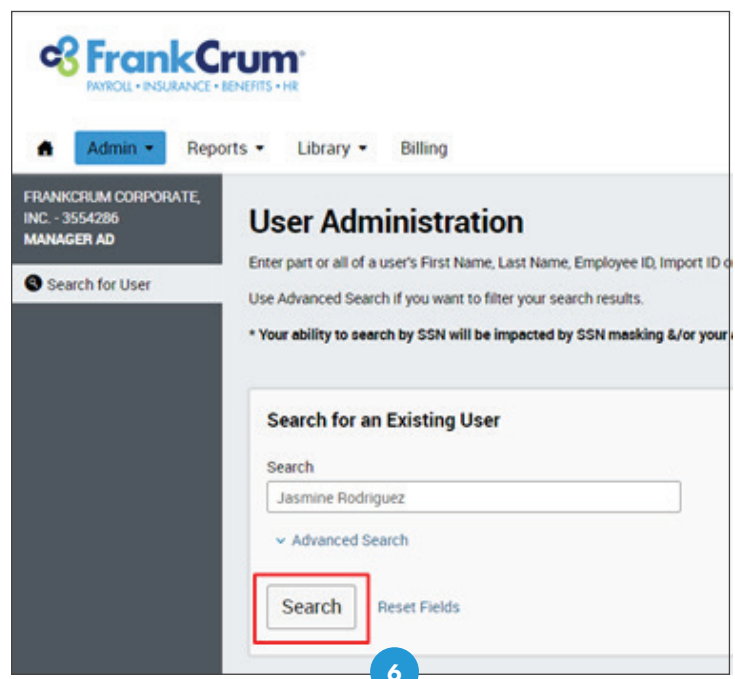 FrankCrum
PAYROLL • INSURANCE • BENEFITS • HR
Admin Reports Library Billing
FRANKCRUM CORPORATE,
INC. - 3554286
MANAGER AD
Search for User
User Administration
Enter part or all of a user's First Name, Last Name, Employee ID, Import ID o
Use Advanced Search if you want to filter your search results.
* Your ability to search by SSN will be impacted by SSN masking &/or your
Search for an Existing User
Search
Jasmine Rodriguez
Advanced Search
Search Reset Fields
6